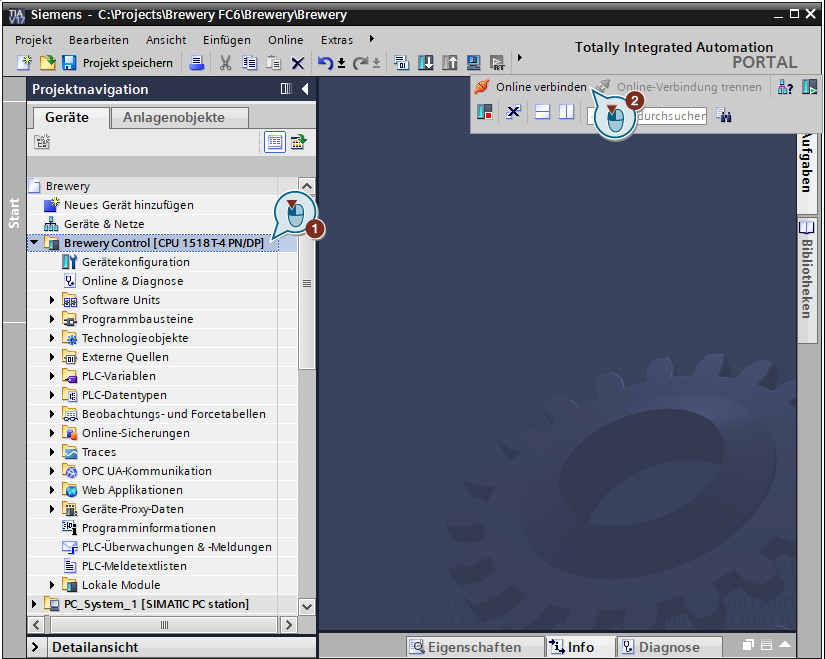 Siemens - C:\Projects\Brewery FC6\Brewery\Brewery
Projekt Bearbeiten Ansicht Einfügen Online Extras
Totally Integrated Automation
PORTAL
Projekt speichern
Projektnavigation
Online verbinden Online-Verbindung trennen
2
durchsuchen
Geräte Anlagenobjekte
Aufgaben
Bibliotheken
Start
Brewery
Neues Gerät hinzufügen
Geräte & Netze
1
Brewery Control [CPU 1518T-4 PN/DP]
Gerätekonfiguration
Online & Diagnose
Software Units
Programmbausteine
Technologieobjekte
Externe Quellen
PLC-Variablen
PLC-Datentypen
Beobachtungs- und Forcetabellen
Online-Sicherungen
Traces
OPC UA-Kommunikation
Web Applikationen
Geräte-Proxy-Daten
Programminformationen
PLC-Überwachungen & -Meldungen
PLC-Meldetextlisten
Lokale Module
PC_System_1 [SIMATIC PC station]
Detailansicht
Eigenschaften Info Diagnose